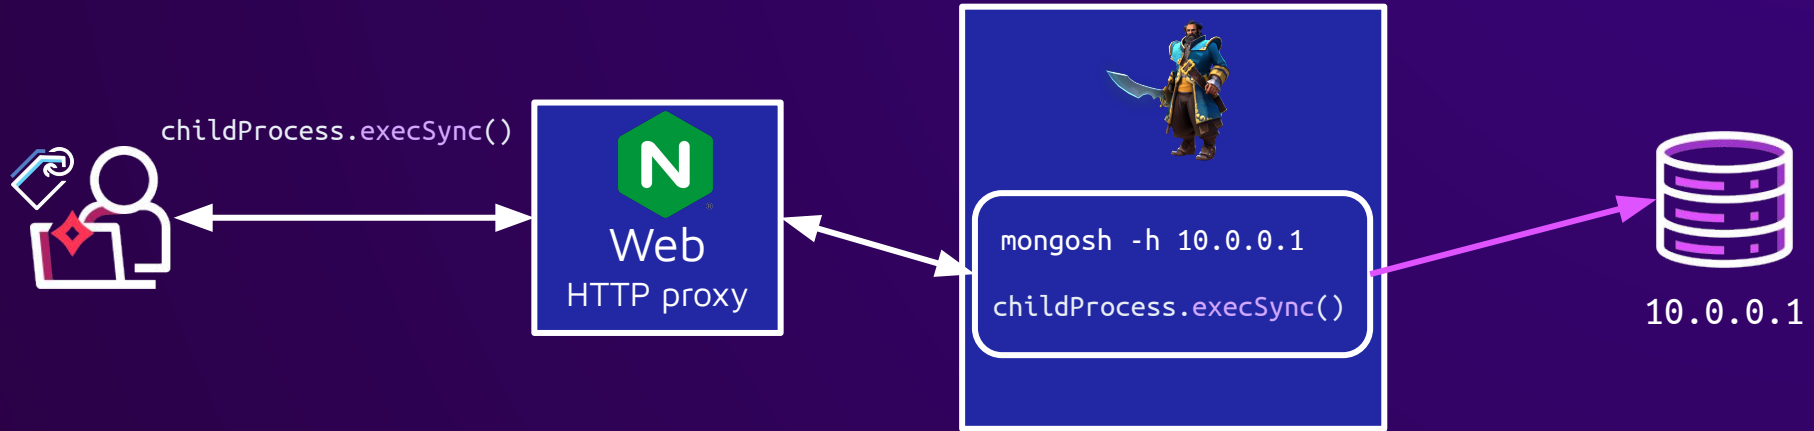 childProcess.execSync()
N
®
Web
HTTP proxy
mongosh -h 10.0.0.1
childProcess.execSync()
10.0.0.1